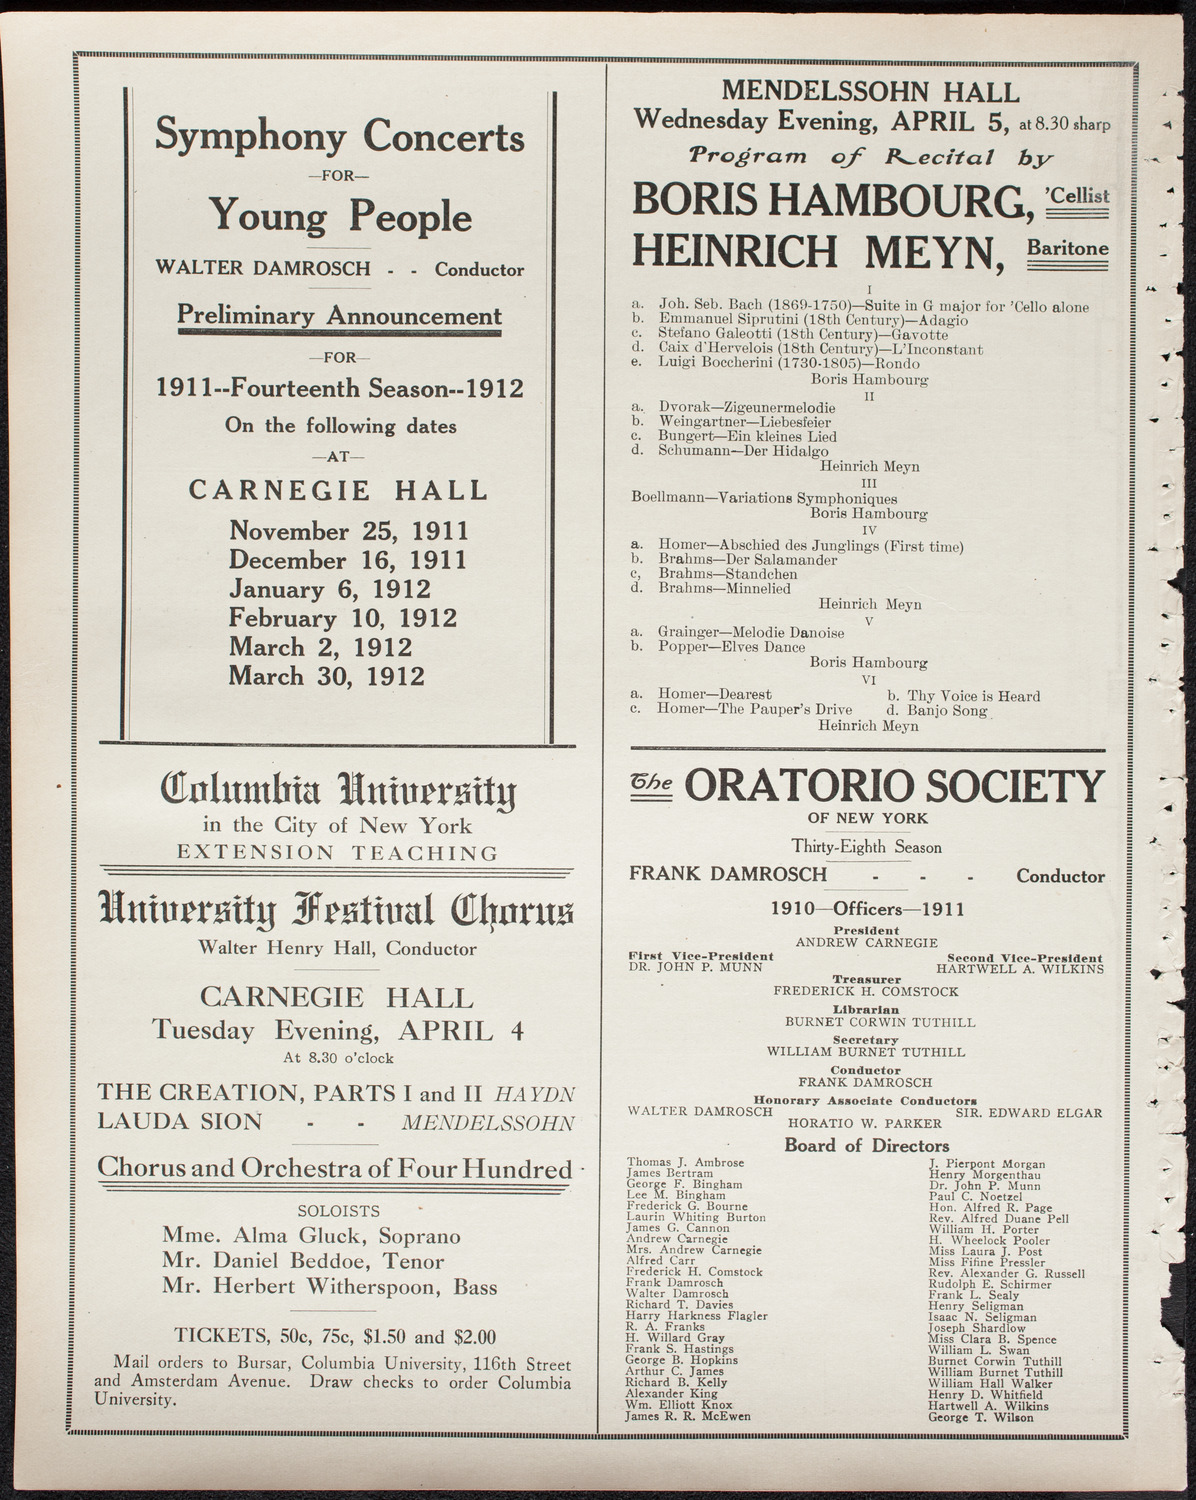 Symphony Concerts
—FOR—
Young People
WALTER DAMROSCH - - Conductor
Preliminary Announcement
—FOR—
1911--Fourteenth Season--1912
On the following dates
—AT—
CARNEGIE HALL
November 25, 1911
December 16, 1911
January 6, 1912
February 10, 1912
March 2, 1912
March 30, 1912
Columbia University
in the City of New York
EXTENSION TEACHING
University Festival Chorus
Walter Henry Hall, Conductor
CARNEGIE HALL
Tuesday Evening, APRIL 4
At 8.30 o'clock
THE CREATION, PARTS I and II HAYDN
LAUDA SION - - MENDELSSOHN
Chorus and Orchestra of Four Hundred
SOLOISTS
Mme. Alma Gluck, Soprano
Mr. Daniel Beddoe, Tenor
Mr. Herbert Witherspoon, Bass
TICKETS, 50c, 75c, $1.50 and $2.00
Mail orders to Bursar, Columbia University, 116th Street
and Amsterdam Avenue. Draw checks to order Columbia
University.
MENDELSSOHN HALL
Wednesday Evening, APRIL 5, at 8.30 sharp
Program of Recital by
BORIS HAMBOURG, 'Cellist
HEINRICH MEYN, Baritone
I
a. Joh. Seb. Bach (1869-1750)—Suite in G major for 'Cello alone
b. Emmanuel Siprutini (18th Century)—Adagio
c. Stefano Galeotti (18th Century)—Gavotte
d. Caix d'Hervelois (18th Century)—L'Inconstant
e. Luigi Boccherini (1730-1805)—Rondo
Boris Hambourg
II
a. Dvorak—Zigeunermelodie
b. Weingartner—Liebesfeier
c. Bungert—Ein kleines Lied
d. Schumann—Der Hidalgo
Heinrich Meyn
III
Boellmann—Variations Symphoniques
Boris Hambourg
IV
a. Homer—Abschied des Junglings (First time)
b. Brahms—Der Salamander
c, Brahms—Standchen
d. Brahms—Minnelied
Heinrich Meyn
V
a. Grainger—Melodie Danoise
b. Popper—Elves Dance
Boris Hambourg
VI
a. Homer—Dearest b. Thy Voice is Heard
c. Homer—The Pauper's Drive d. Banjo Song
Heinrich Meyn
The ORATORIO SOCIETY
OF NEW YORK
Thirty-Eighth Season
FRANK DAMROSCH - - - Conductor
1910—Officers—1911
President
ANDREW CARNEGIE
First Vice-President Second Vice-President
DR. JOHN P. MUNN HARTWELL A. WILKINS
Treasurer
FREDERICK H. COMSTOCK
Librarian
BURNET CORWIN TUTHILL
Secretary
WILLIAM BURNET TUTHILL
Conductor
FRANK DAMROSCH
Honorary Associate Conductors
WALTER DAMROSCH SIR. EDWARD ELGAR
HORATIO W. PARKER
Board of Directors
Thomas J. Ambrose
James Bertram
George F. Bingham
Lee M. Bingham
Frederick G. Bourne
Laurin Whiting Burton
James G. Cannon
Andrew Carnegie
Mrs. Andrew Carnegie
Alfred Carr
Frederick H. Comstock
Frank Damrosch
Walter Damrosch
Richard T. Davies
Harry Harkness Flagler
R. A. Franks
H. Willard Gray
Frank S. Hastings
George B. Hopkins
Arthur C. James
Richard B. Kelly
Alexander King
Wm. Elliott Knox
James R. R. McEwen
J. Pierpont Morgan
Henry Morgenthau
Dr. John P. Munn
Paul C. Noetzel
Hon. Alfred R. Page
Rev. Alfred Duane Pell
William H. Porter
H. Wheelock Pooler
Miss Laura J. Post
Miss Fifine Pressler
Rev. Alexander G. Russell
Rudolph E. Schirmer
Frank L. Sealy
Henry Seligman
Isaac N. Seligman
Joseph Shardlow
Miss Clara B. Spence
William L. Swan
Burnet Corwin Tuthill
William Burnet Tuthill
William Hall Walker
Henry D. Whitfield
Hartwell A. Wilkins
George T. Wilson